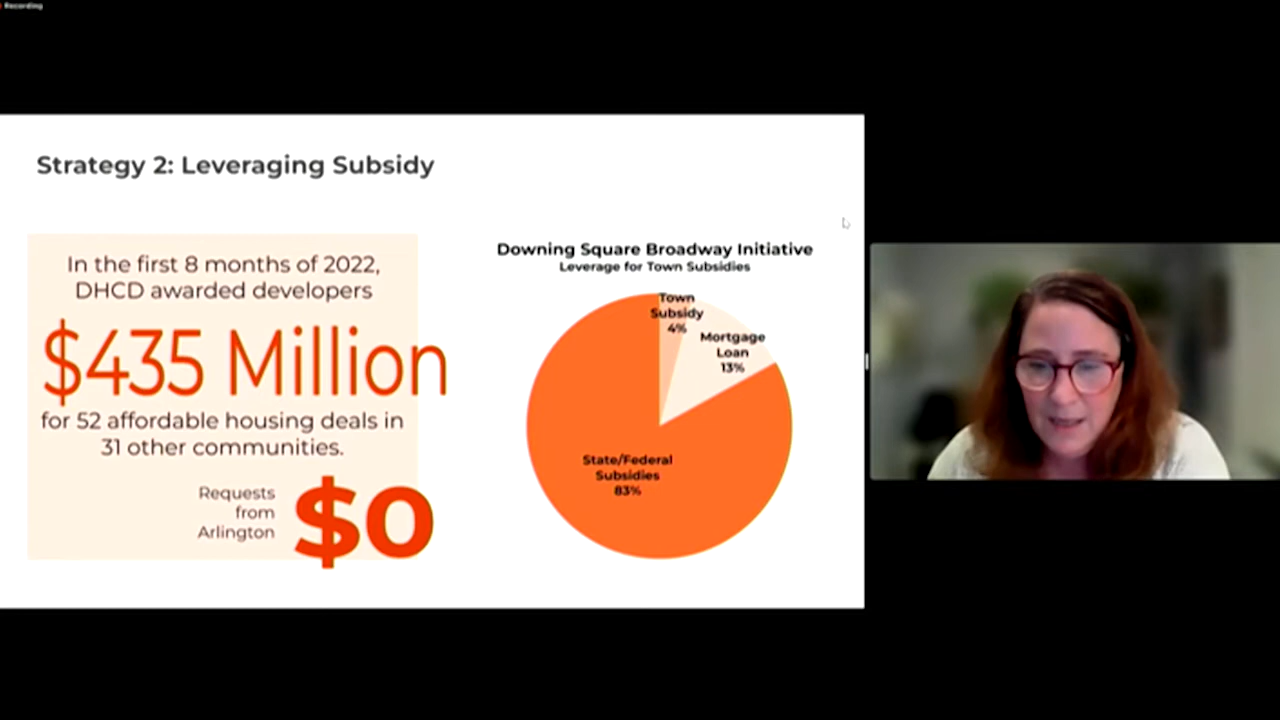 Recording
Strategy 2: Leveraging Subsidy
In the first 8 months of 2022,
DHCD awarded developers
$435 Million
for 52 affordable housing deals in
31 other communities.
Requests
from
Arlington
$0
Downing Square Broadway Initiative
Leverage for Town Subsidies
Town
Subsidy
4%
Mortgage
Loan
13%
State/Federal
Subsidies
83%